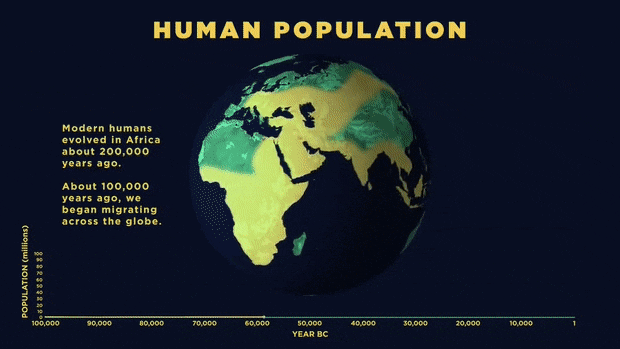 HUMAN POPULATION
Modern humans
evolved in Africa
about 200,000
years ago.
About 100,000
years ago, we
began migrating
across the globe.
POPULATION (millions)
100
90
80
70
60
50
40
30
20
10
0
100,000 90,000 80,000 70,000 60,000 50,000 40,000 30,000 20,000 10,000 1
YEAR BC